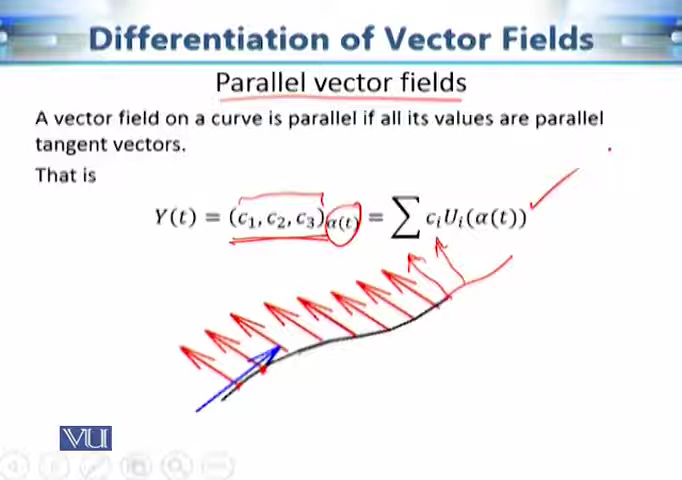 Differentiation of Vector Fields
Parallel vector fields
A vector field on a curve is parallel if all its values are parallel
tangent vectors.
That is
Y(t) = (c₁, c₂, c₃)α(t) = ∑ cᵢUᵢ(α(t))
VU